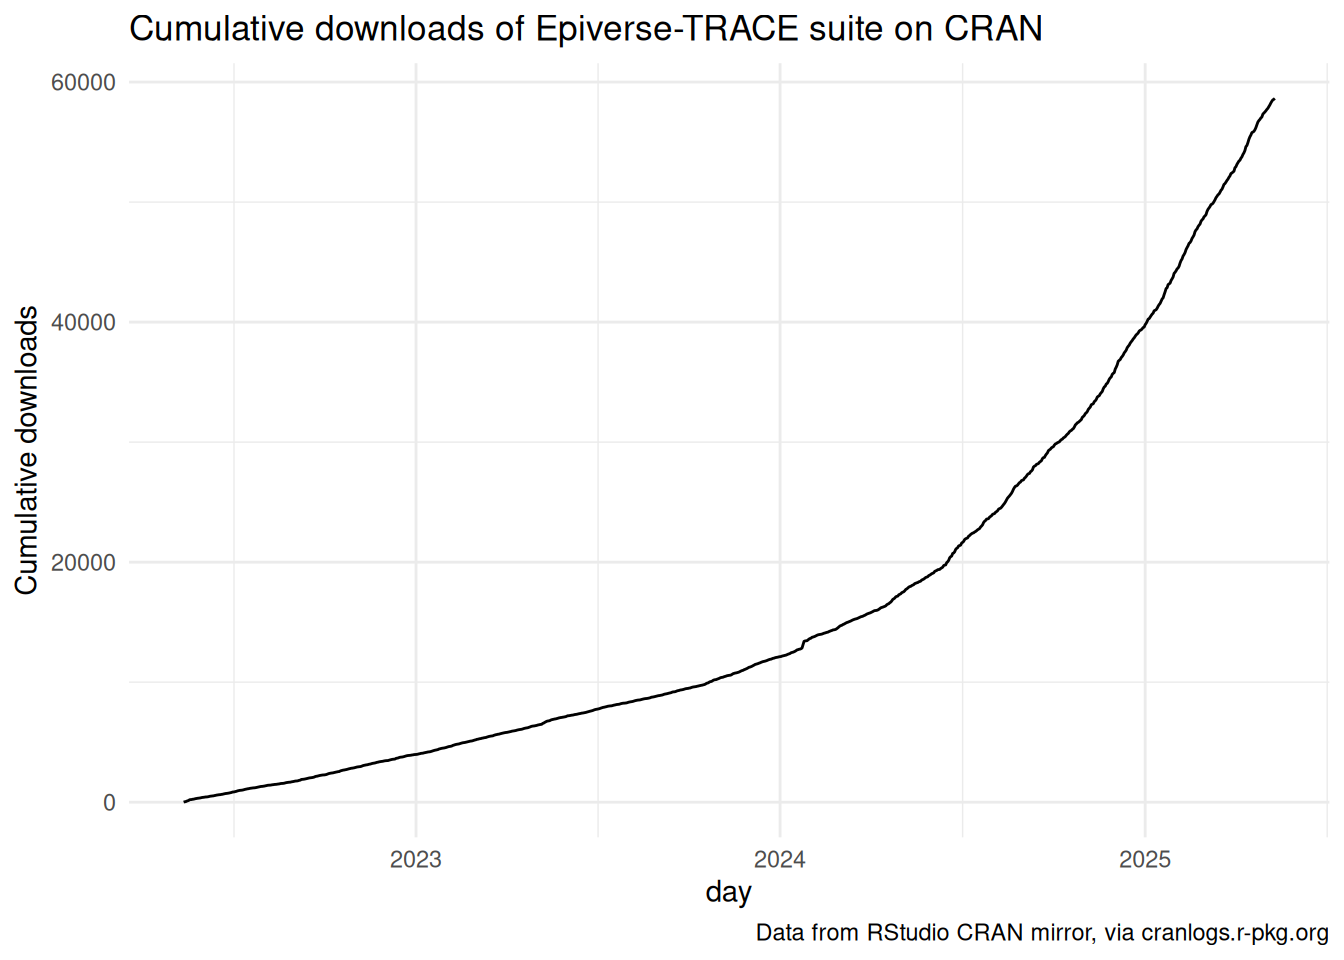 Cumulative downloads of Epiverse-TRACE suite on CRAN
60000
40000
20000
0
Cumulative downloads
2023 2024 2025
day
Data from RStudio CRAN mirror, via cranlogs.r-pkg.org